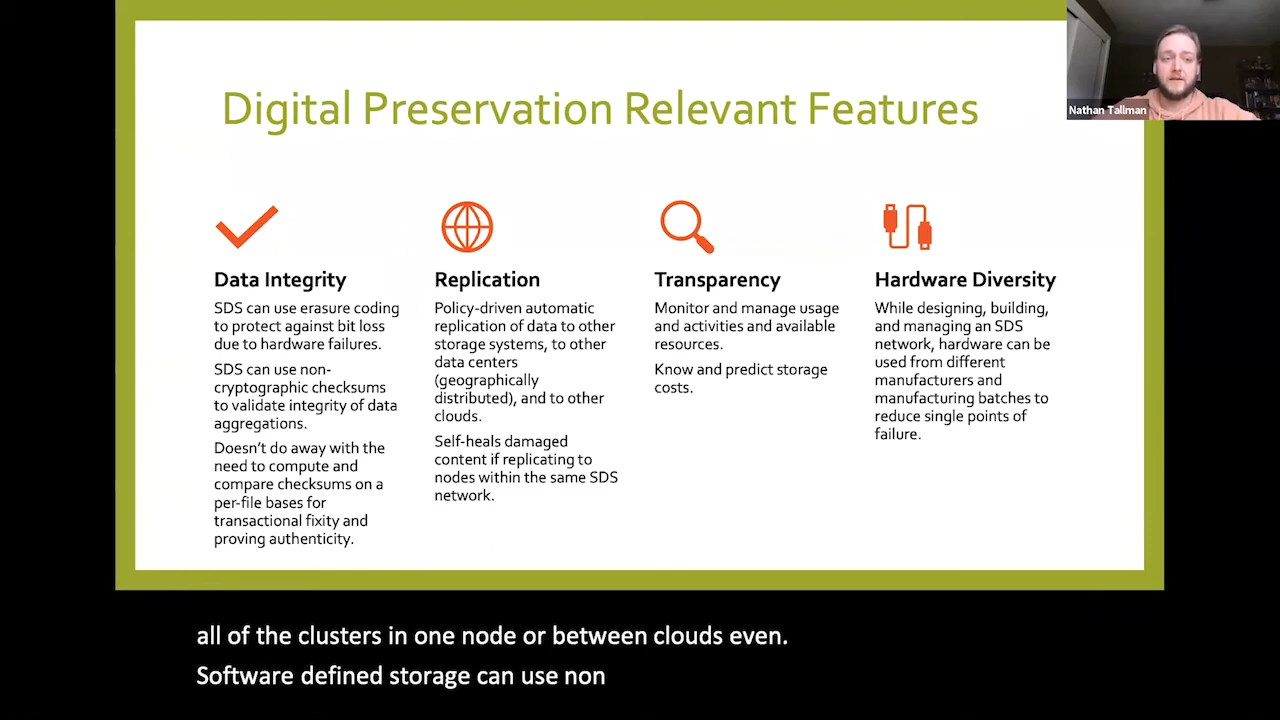 Digital Preservation Relevant Features
Nathan Tallman
Data Integrity
SDS can use erasure coding
to protect against bit loss
due to hardware failures.
SDS can use non-
cryptographic checksums
to validate integrity of data
aggregations.
Doesn't do away with the
need to compute and
compare checksums on a
per-file bases for
transactional fixity and
proving authenticity.
Replication
Policy-driven automatic
replication of data to other
storage systems, to other
data centers
(geographically
distributed), and to other
clouds.
Self-heals damaged
content if replicating to
nodes within the same SDS
network.
Transparency
Monitor and manage usage
and activities and available
resources.
Know and predict storage
costs.
Hardware Diversity
While designing, building,
and managing an SDS
network, hardware can be
used from different
manufacturers and
manufacturing batches to
reduce single points of
failure.
all of the clusters in one node or between clouds even.
Software defined storage can use non